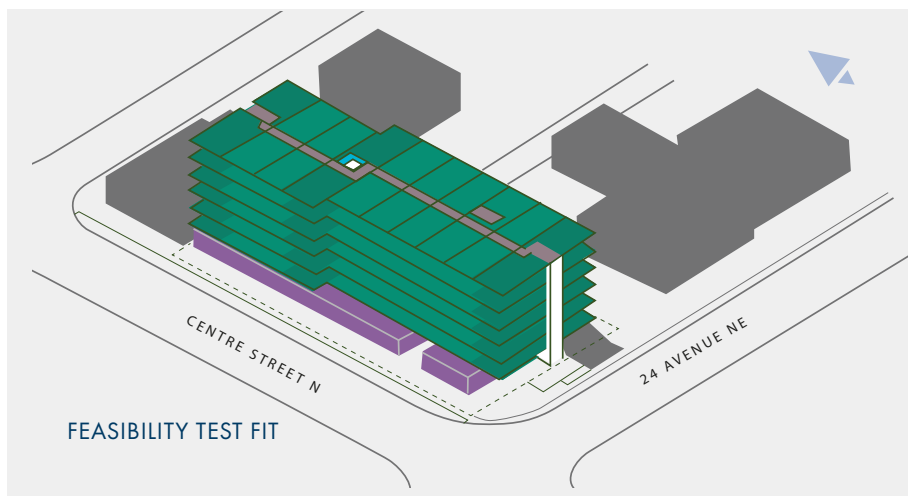 CENTRE STREET N
24 AVENUE NE
FEASIBILITY TEST FIT